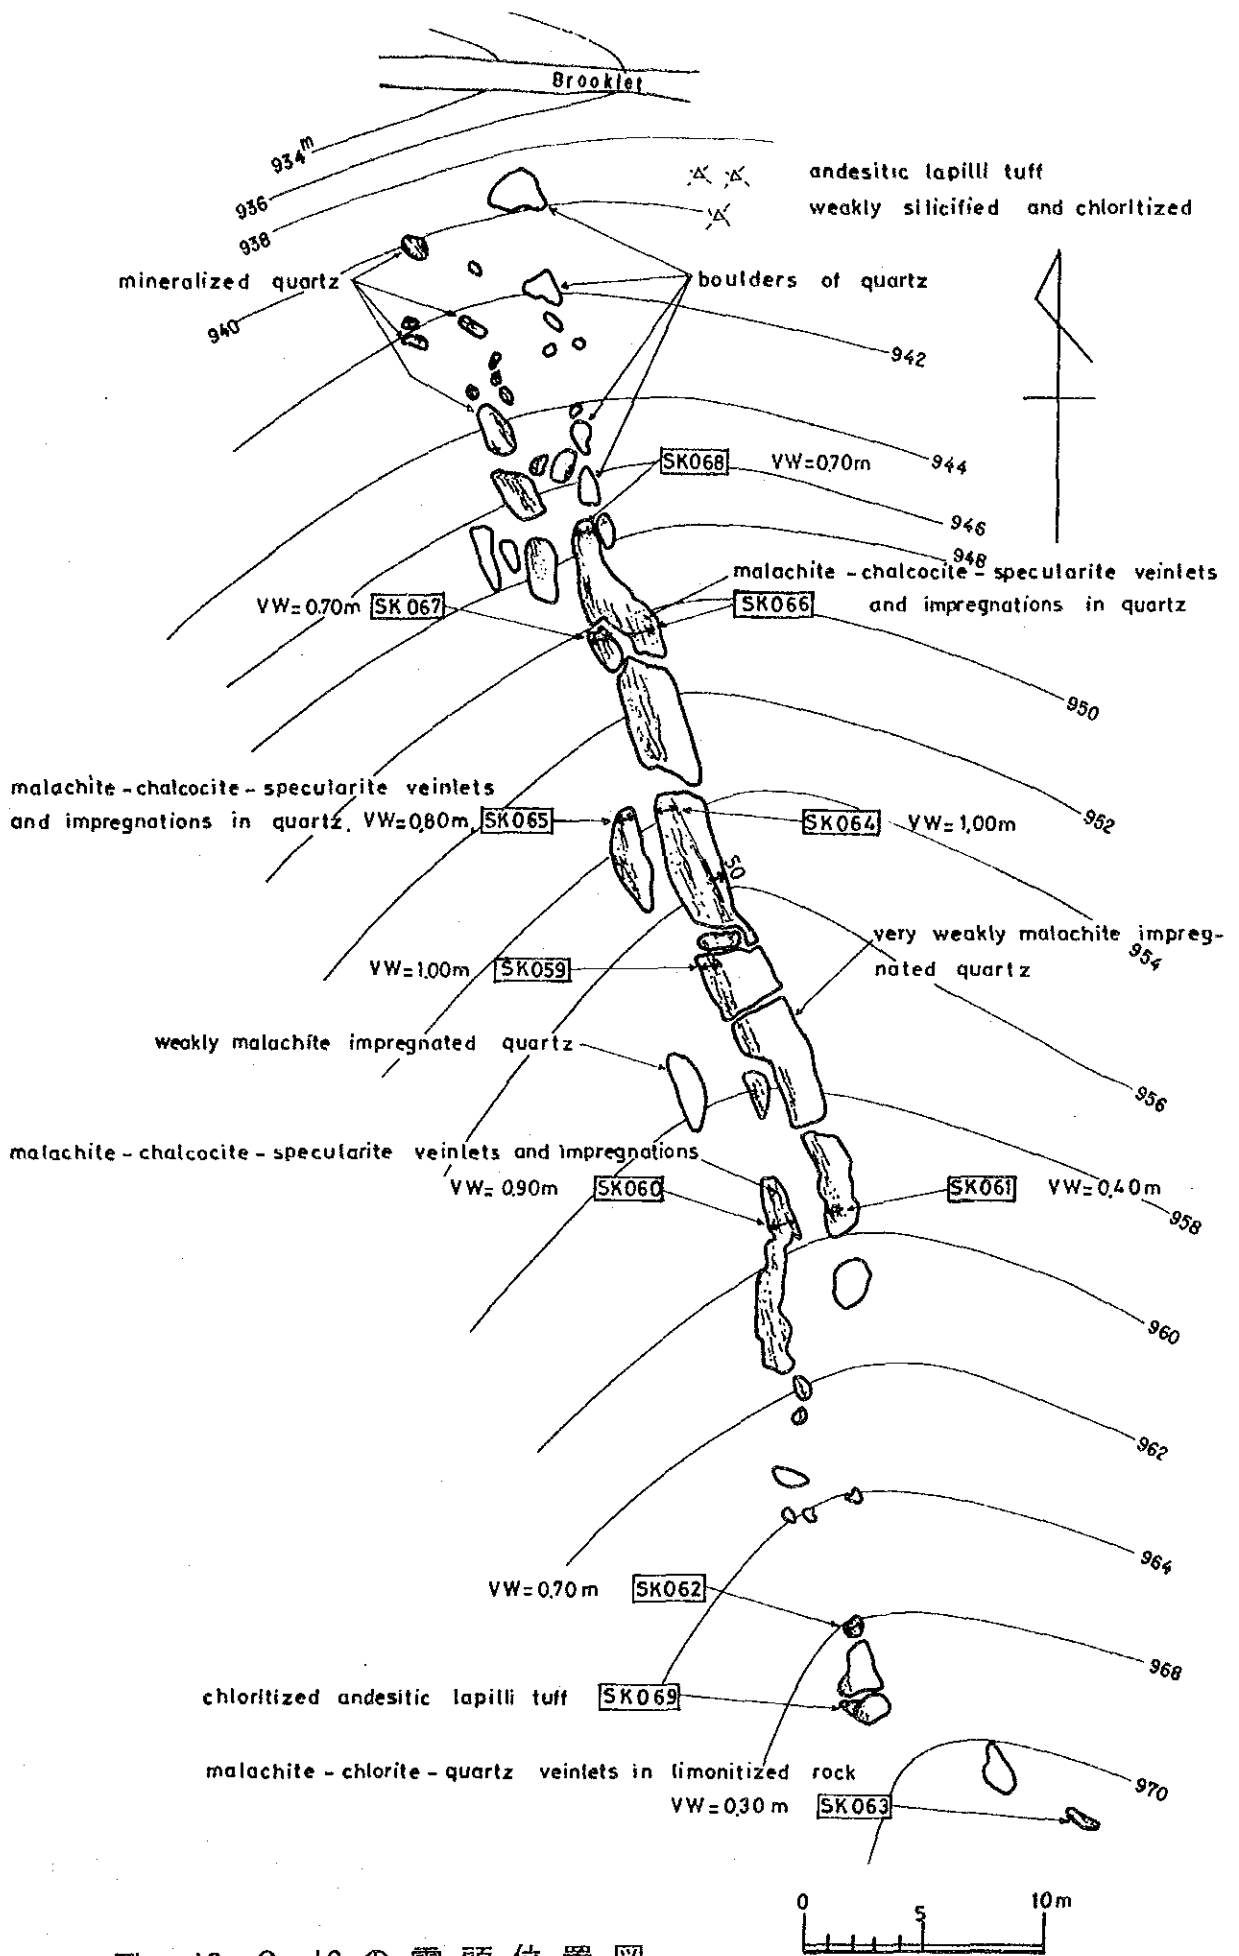 Brooklet
934m
936
938
andesitic lapilli tuff
weakly silicified and chloritized
mineralized quartz
boulders of quartz
940
942
944
SK068 VW=0.70m
946
948
malachite-chalcocite-specularite veinlets
and impregnations in quartz
VW=0.70m SK067
SK066
950
malachite-chalcocite-specularite veinlets
and impregnations in quartz. VW=0.80m, SK065
952
SK064 VW=1,00m
50
very weakly malachite impreg-
nated quartz
954
VW=1.00m SK059
weakly malachite impregnated quartz
956
malachite-chalcocite-specularite veinlets and impregnations
VW=0.90m SK060
SK061 VW=0,40m
958
960
962
964
VW=0,70m SK062
968
chloritized andesitic lapilli tuff SK069
malachite-chlorite-quartz veinlets in limonitized rock
970
VW=0,30m SK063
0 5 10m